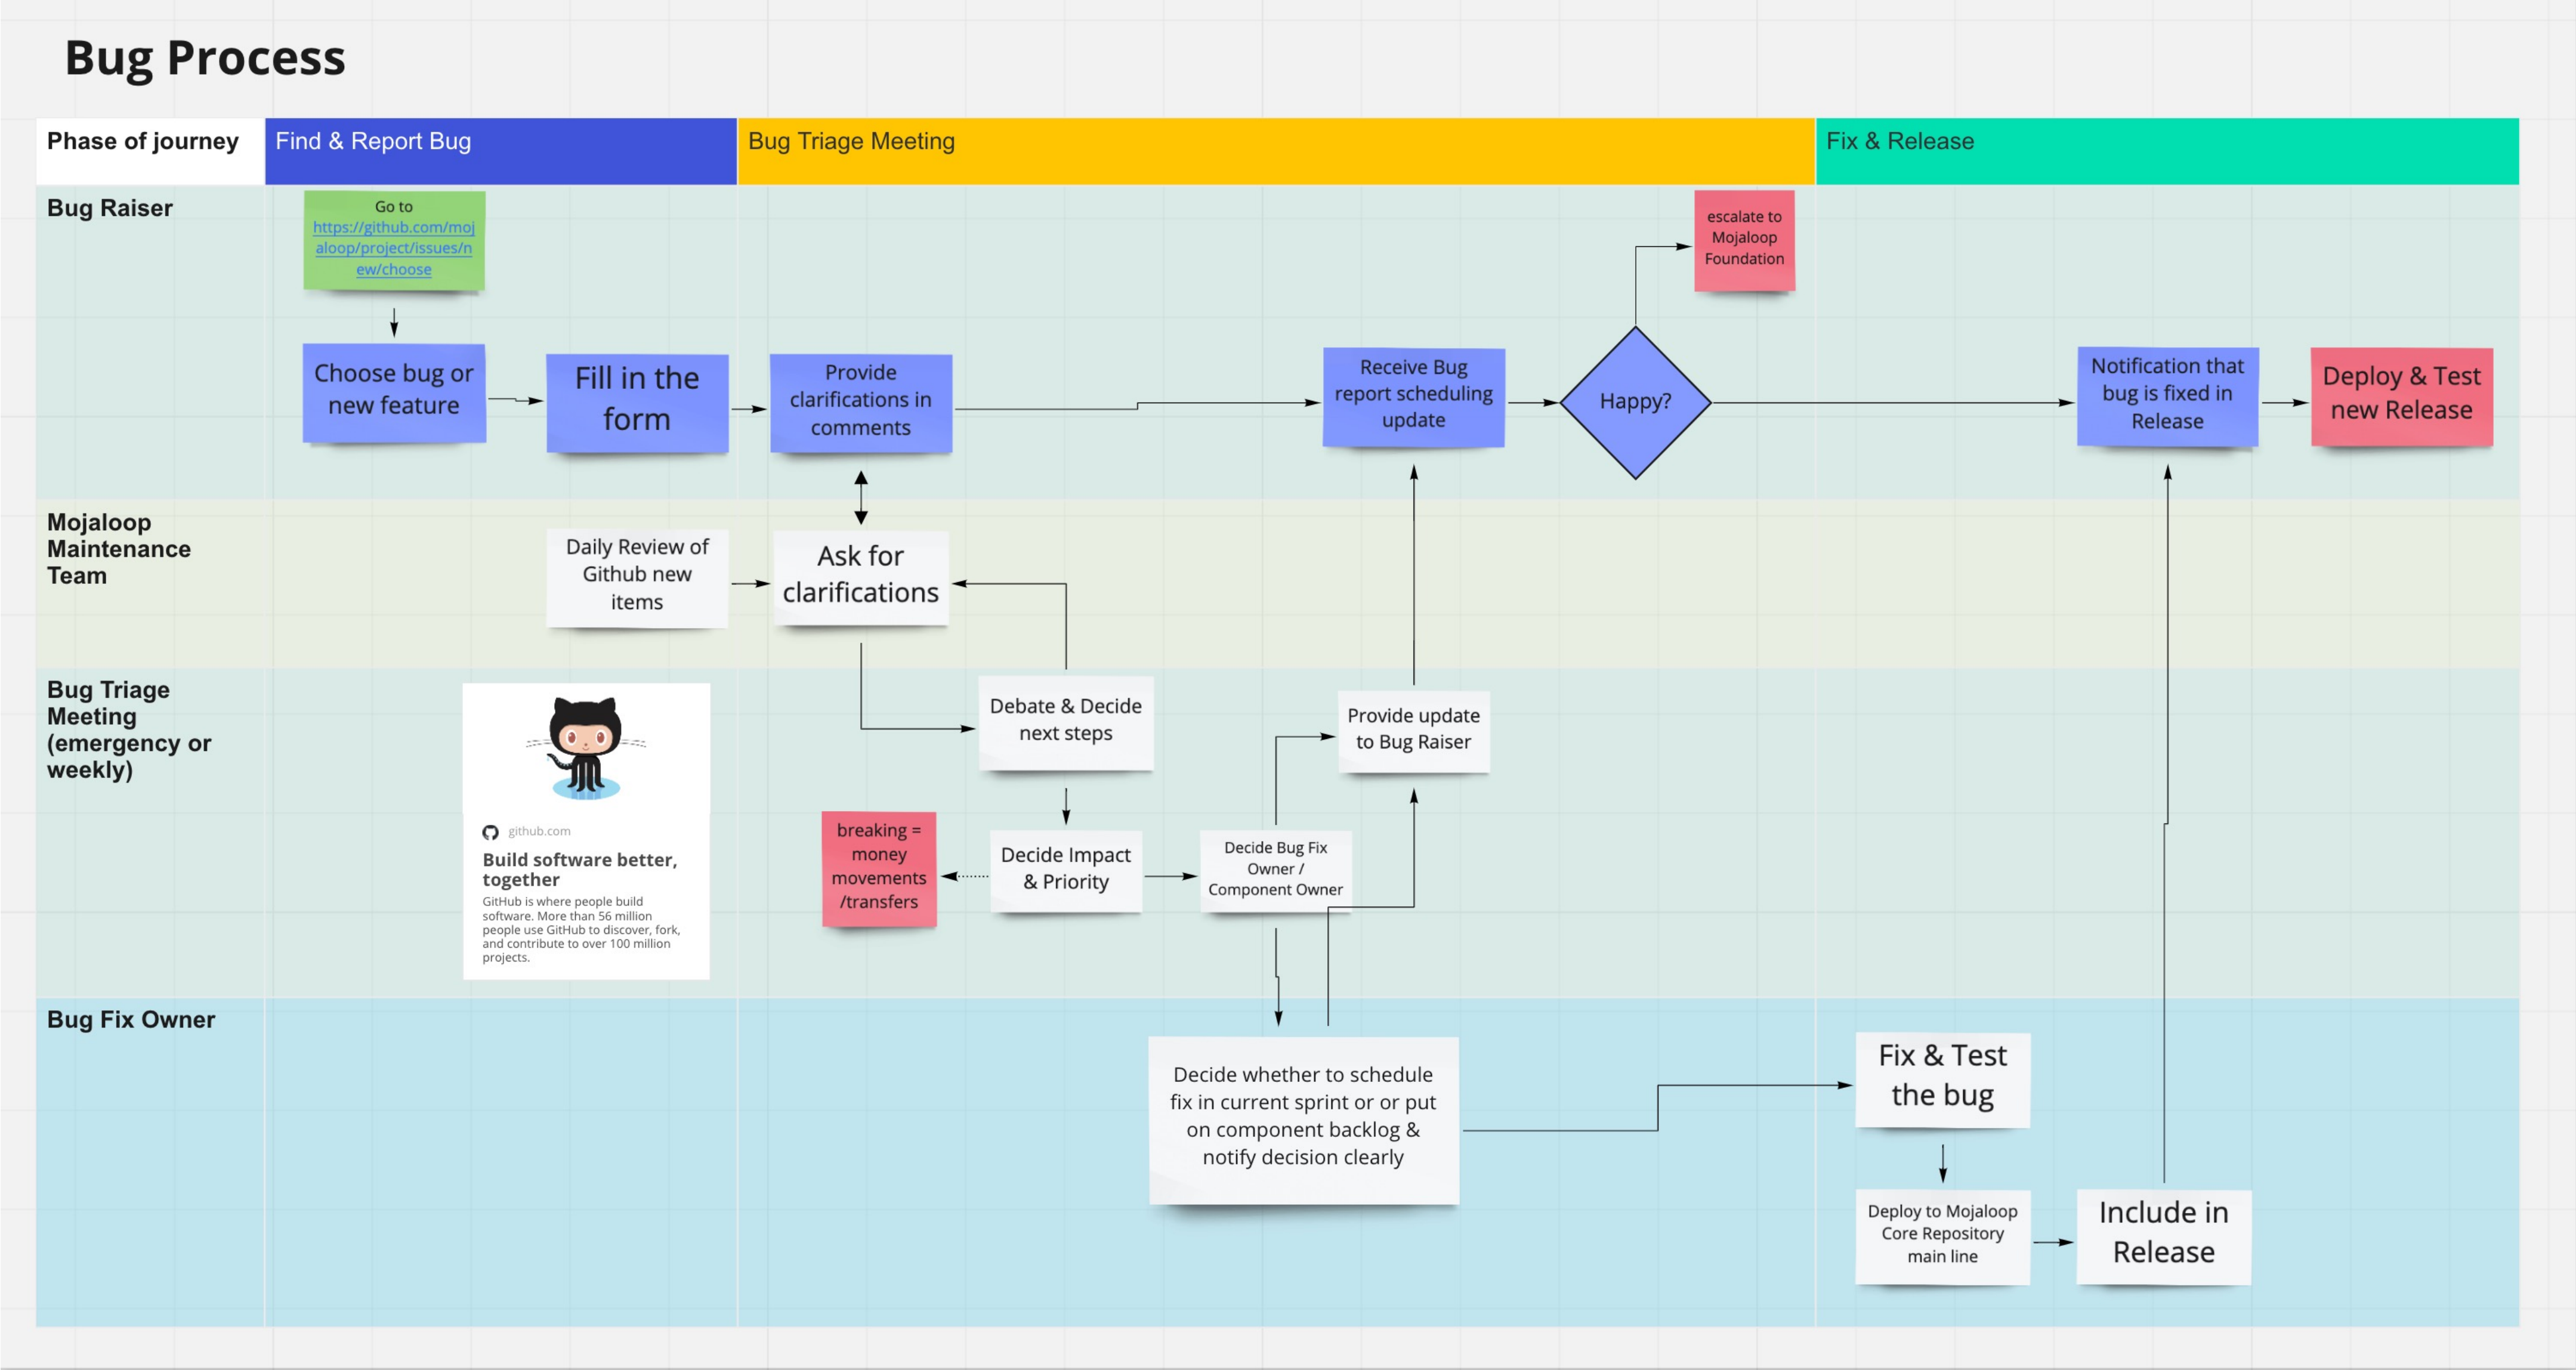 Bug Process
Phase of journey
Find & Report Bug
Bug Triage Meeting
Fix & Release
Bug Raiser
Go to
https://github.com/moj
aloop/project/issues/n
ew/choose
escalate to
Mojaloop
Foundation
Choose bug or
new feature
Fill in the
form
Provide
clarifications in
comments
Receive Bug
report scheduling
update
Happy?
Notification that
bug is fixed in
Release
Deploy & Test
new Release
Mojaloop
Maintenance
Team
Daily Review of
Github new
items
Ask for
clarifications
Bug Triage
Meeting
(emergency or
weekly)
github.com
Build software better,
together
GitHub is where people build
software. More than 56 million
people use GitHub to discover, fork,
and contribute to over 100 million
projects.
Debate & Decide
next steps
Provide update
to Bug Raiser
breaking =
money
movements
/transfers
Decide Impact
& Priority
Decide Bug Fix
Owner /
Component Owner
Bug Fix Owner
Decide whether to schedule
fix in current sprint or or put
on component backlog &
notify decision clearly
Fix & Test
the bug
Deploy to Mojaloop
Core Repository
main line
Include in
Release